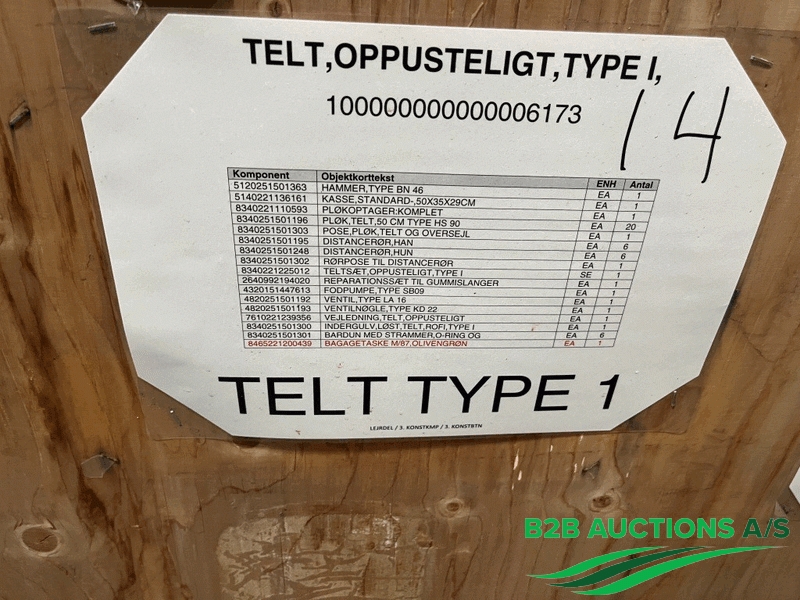 TELT,OPPUSTELIGT,TYPE I,
100000000000006173
14
Komponent Objektkorttekst ENH Antal
5120251501363 HAMMER,TYPE BN 46 EA 1
5140221136161 KASSE,STANDARD-,50X35X29CM EA 1
8340221110593 PLØKOPTAGER:KOMPLET EA 1
8340251501196 PLØK,TELT,50 CM TYPE HS 90 EA 20
8340251501303 POSE,PLØK,TELT OG OVERSEJL EA 1
8340251501195 DISTANCERØR,HAN EA 6
8340251501248 DISTANCERØR,HUN EA 6
8340251501302 RØRPOSE TIL DISTANCERØR EA 1
8340221225012 TELTSÆT,OPPUSTELIGT,TYPE I SE 1
2640992194020 REPARATIONSSÆT TIL GUMMISLANGER EA 1
4320151447613 FODPUMPE,TYPE SB09 EA 1
4820251501192 VENTIL,TYPE LA 16 EA 1
4820251501193 VENTILNØGLE,TYPE KD 22 EA 1
7610221239356 VEJLEDNING,TELT,OPPUSTELIGT EA 1
8340251501300 INDERGULV,LØST,TELT,ROFI,TYPE I EA 1
8340251501301 BARDUN MED STRAMMER,O-RING OG EA 6
8465221200439 BAGAGETASKE M/87,OLIVENGRØN EA 1
TELT TYPE 1
LEJRDEL / 3. KONSTKMP / 3. KONSTBTN
B2B AUCTIONS A/S